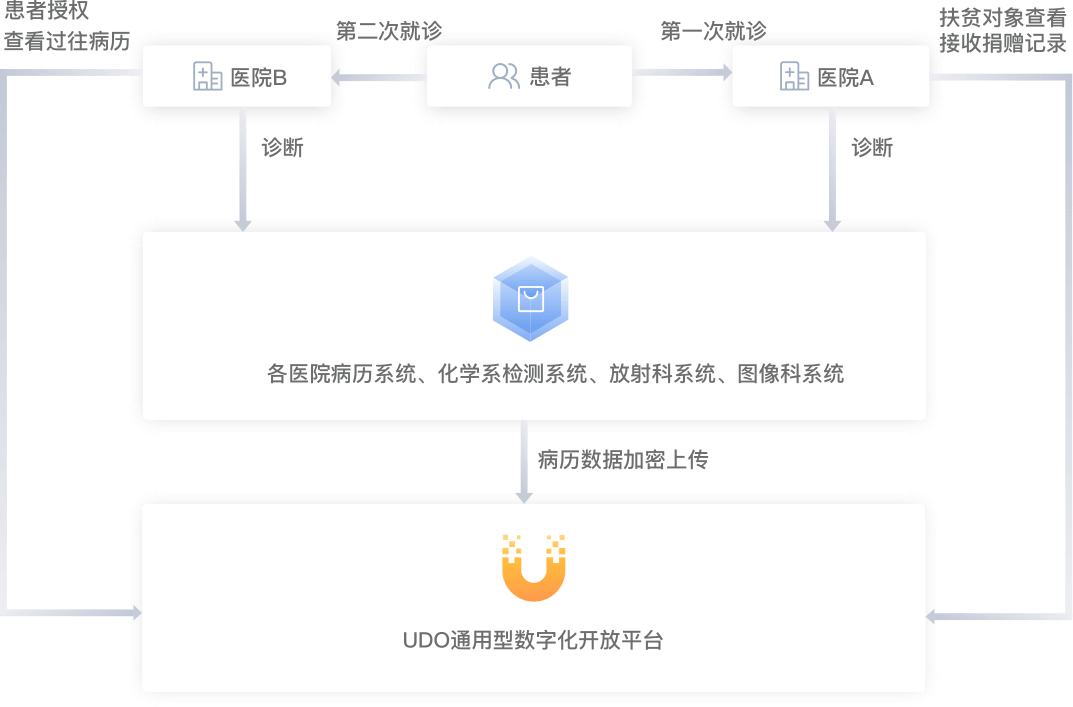 患者授权
查看过往病历
第二次就诊
第一次就诊
扶贫对象查看
接收捐赠记录
医院B
患者
医院A
诊断
诊断
各医院病历系统、化学系检测系统、放射科系统、图像科系统
病历数据加密上传
UDO通用型数字化开放平台